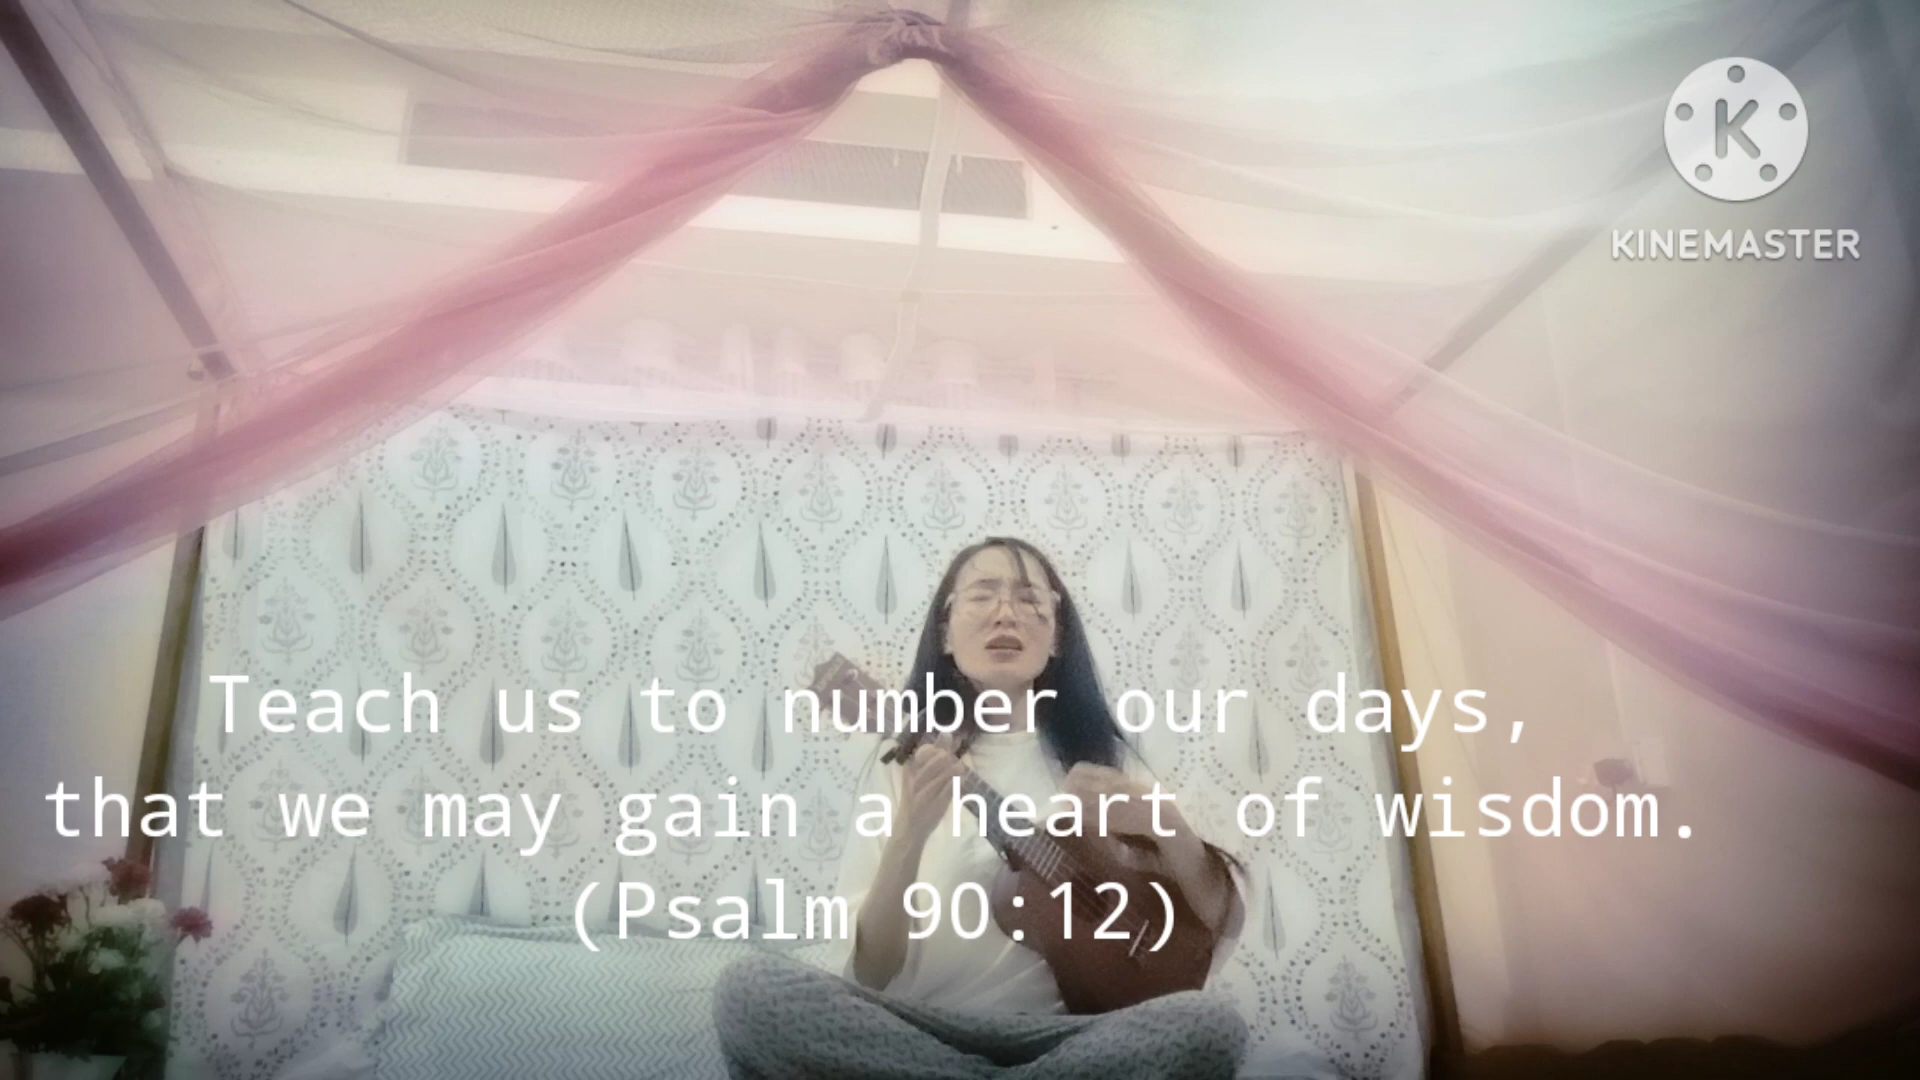 K
KINEMASTER
Teach us to number our days,
that we may gain a heart of wisdom.
(Psalm 90:12)